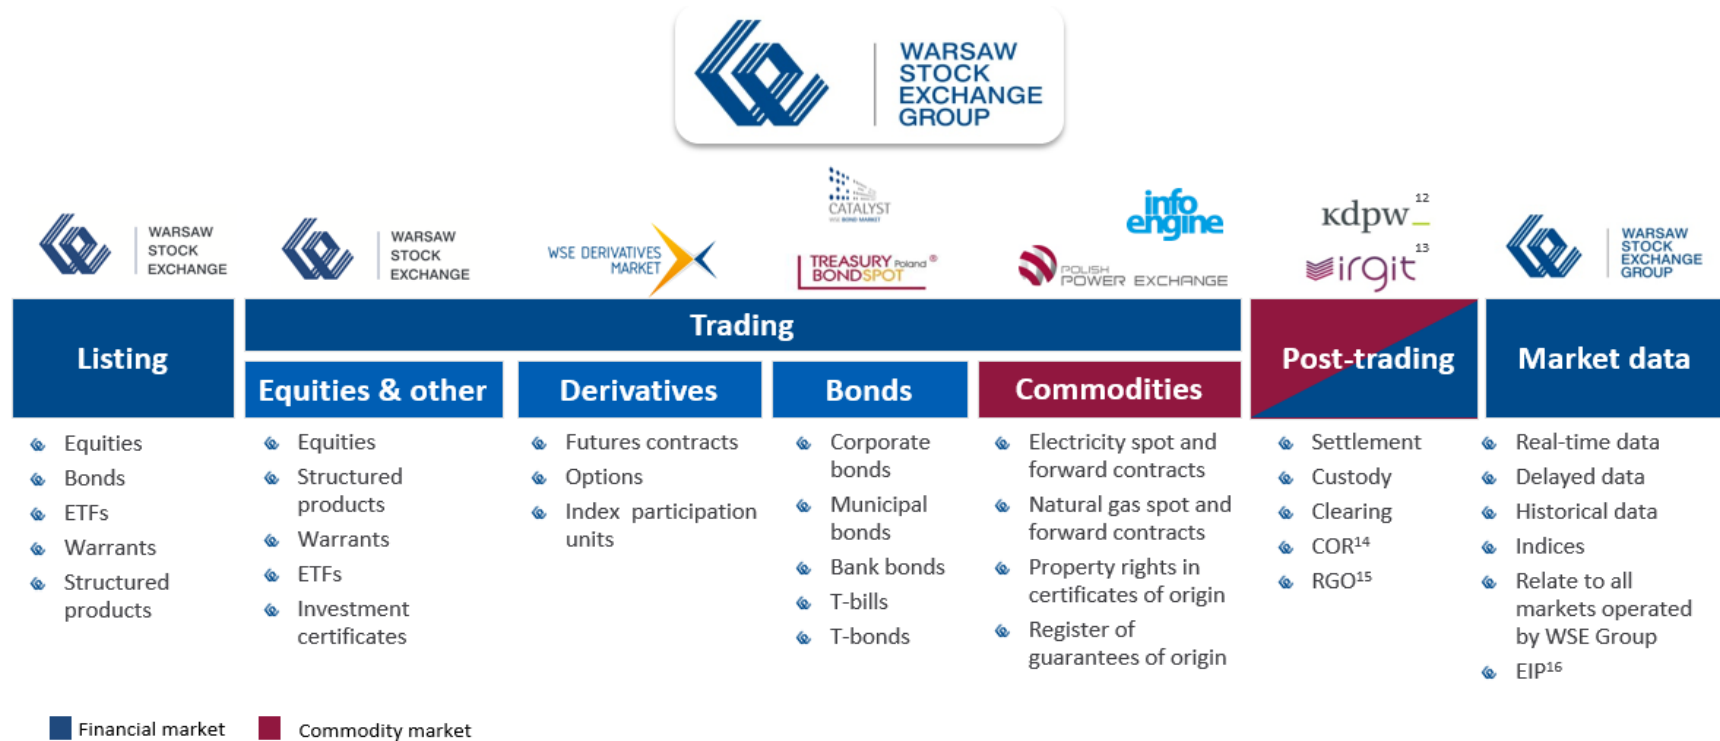 WARSAW
STOCK
EXCHANGE
GROUP
WARSAW
STOCK
EXCHANGE
WARSAW
STOCK
EXCHANGE
WSE DERIVATIVES
MARKET
CATALYST
WSE BOND MARKET
TREASURY Poland ®
BONDSPOT
info
engine
POLISH
POWER EXCHANGE
kdpw_ 12
irgit 13
WARSAW
STOCK
EXCHANGE
GROUP
Listing
Equities
Bonds
ETFs
Warrants
Structured
products
Trading
Equities & other
Equities
Structured
products
Warrants
ETFs
Investment
certificates
Derivatives
Futures contracts
Options
Index participation
units
Bonds
Corporate
bonds
Municipal
bonds
Bank bonds
T-bills
T-bonds
Commodities
Electricity spot and
forward contracts
Natural gas spot and
forward contracts
Property rights in
certificates of origin
Register of
guarantees of origin
Post-trading
Settlement
Custody
Clearing
COR¹⁴
RGO¹⁵
Market data
Real-time data
Delayed data
Historical data
Indices
Relate to all
markets operated
by WSE Group
EIP¹⁶
Financial market
Commodity market